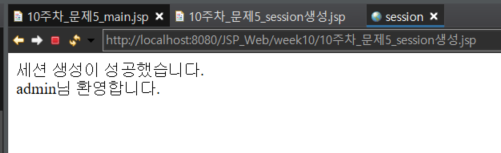 10주차_문제5_main.jsp 10주차_문제5_session생성.jsp session
http://localhost:8080/JSP_Web/week10/10주차_문제5_session생성.jsp
세션 생성이 성공했습니다.
admin님 환영합니다.